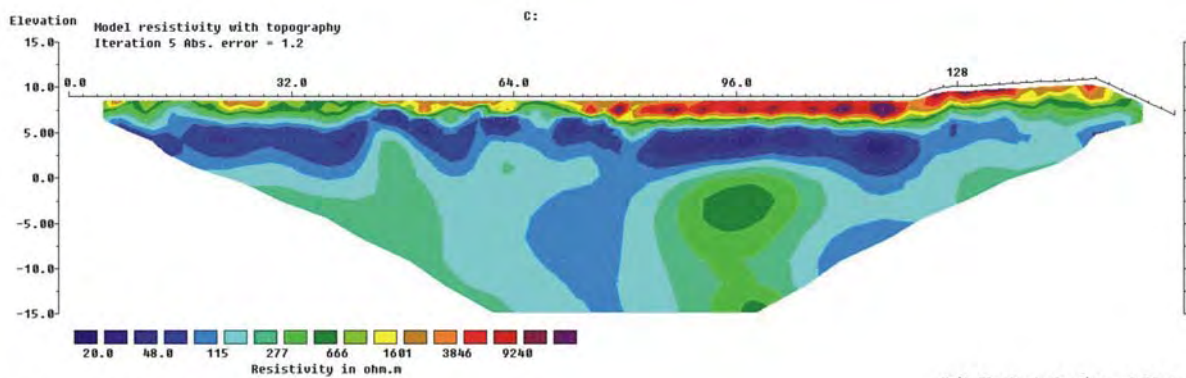 C:
Elevation
Model resistivity with topography
Iteration 5 Abs. error = 1.2
15.0
10.0
5.00
0.0
-5.00
-10.0
-15.0
0.0 32.0 64.0 96.0 128
20.0 48.0 115 277 666 1601 3846 9240
Resistivity in ohm.m